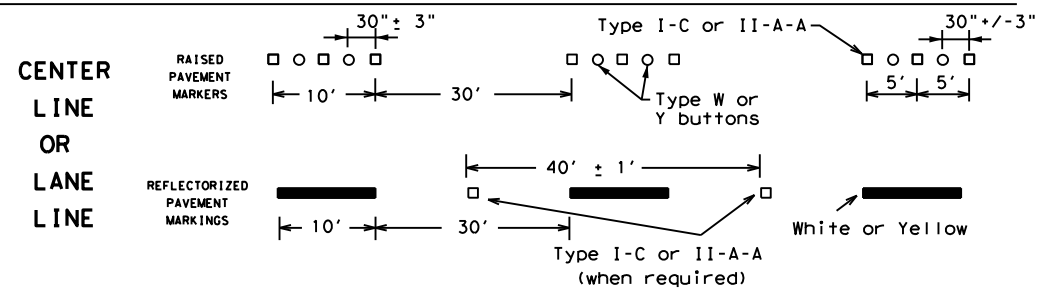 CENTER
LINE
OR
LANE
LINE
RAISED
PAVEMENT
MARKERS
30"± 3"
10'
30'
Type I-C or II-A-A
Type W or
Y buttons
30"+/-3"
5'
5'
REFLECTORIZED
PAVEMENT
MARKINGS
10'
30'
40' ± 1'
Type I-C or II-A-A
(when required)
White or Yellow